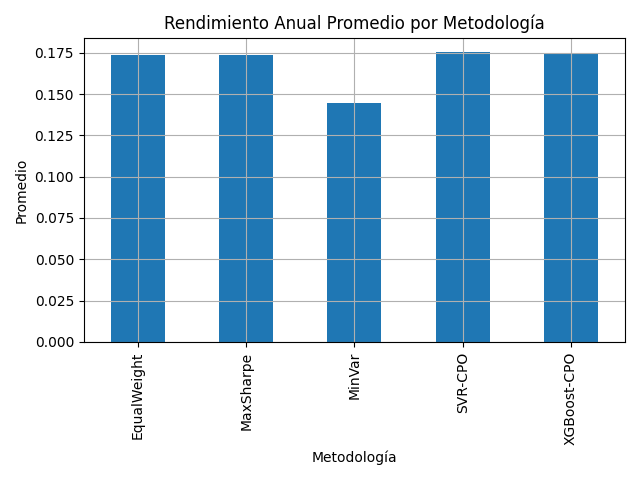 Rendimiento Anual Promedio por Metodología
0.175
0.150
0.125
0.100
0.075
0.050
0.025
0.000
Promedio
EqualWeight
MaxSharpe
MinVar
SVR-CPO
XGBoost-CPO
Metodología